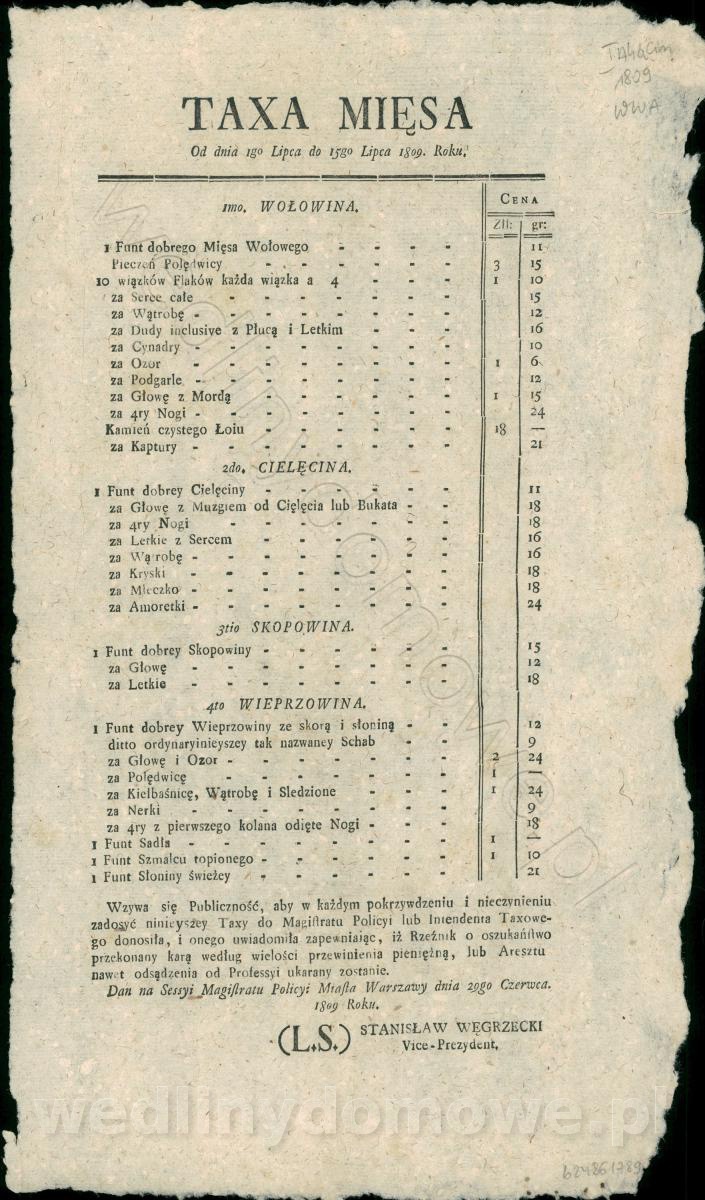 1809
WWA
TAXA MIĘSA
Od dnia 1go Lipca do 15go Lipca 1809. Roku.
1mo. WOŁOWINA.
CENA
Zll: gr:
1 Funt dobrego Mięsa Wołowego - - - - 11
Pieczeń Polędwicy - - - - - - 3 15
10 wiązków Flaków każda wiązka a 4 - - - 1 10
za Serce całe - - - - - - - 15
za Wątrobę - - - - - - - - 12
za Dudy inclusive z Płucą i Letkim - - - 16
za Cynadry - - - - - - - - 10
za Ozor - - - - - - - - 1 6
za Podgarle - - - - - - - - 12
za Głowę z Mordą - - - - - - 1 15
za 4ry Nogi - - - - - - - - 24
Kamień czystego Łoiu - - - - - - 18 —
za Kaptury - - - - - - - - 21
2do. CIELĘCINA.
1 Funt dobrey Cielęciny - - - - - - 11
za Głowę z Muzgiem od Cięlęcia lub Bukata - - 18
za 4ry Nogi - - - - - - - 18
za Letkie z Sercem - - - - - - 16
za Wątrobę - - - - - - - - 16
za Kryski - - - - - - - - 18
za Mleczko - - - - - - - - 18
za Amoretki - - - - - - - - 24
3tio SKOPOWINA.
1 Funt dobrey Skopowiny - - - - - - 15
za Głowę - - - - - - - - 12
za Letkie - - - - - - - - 18
4to WIEPRZOWINA.
1 Funt dobrey Wieprzowiny ze skorą i słoniną - - 12
ditto ordynaryinieyszey tak nazwaney Schab - - 9
za Głowę i Ozor - - - - - - - 2 24
za Polędwicę - - - - - - - 1 —
za Kiełbaśnicę, Wątrobę i Sledzione - - - 1 24
za Nerki - - - - - - - - 9
za 4ry z pierwszego kolana odięte Nogi - - - 18
1 Funt Sadła - - - - - - - - 1 —
1 Funt Szmalcu topionego - - - - - - 1 10
1 Funt Słoniny świeżey - - - - - - 21
Wzywa się Publiczność, aby w każdym pokrzywdzeniu i nieczynieniu
zadosyć ninieyszey Taxy do Magistratu Policyi lub Intendenta Taxowe-
go donosiła, i onego uwiadomiła zapewniając, iż Rzeźnik o oszukaństwo
przekonany karą według wielości przewinienia pieniężną, lub Aresztu
nawet odsądzenia od Professyi ukarany zostanie.
Dan na Sessyi Magistratu Policyi Miasta Warszawy dnia 29go Czerwca.
1809 Roku.
(L.S.) STANISŁAW WĘGRZECKI
Vice-Prezydent.
wedlinydomowe.pl
wedlinydomowe.pl